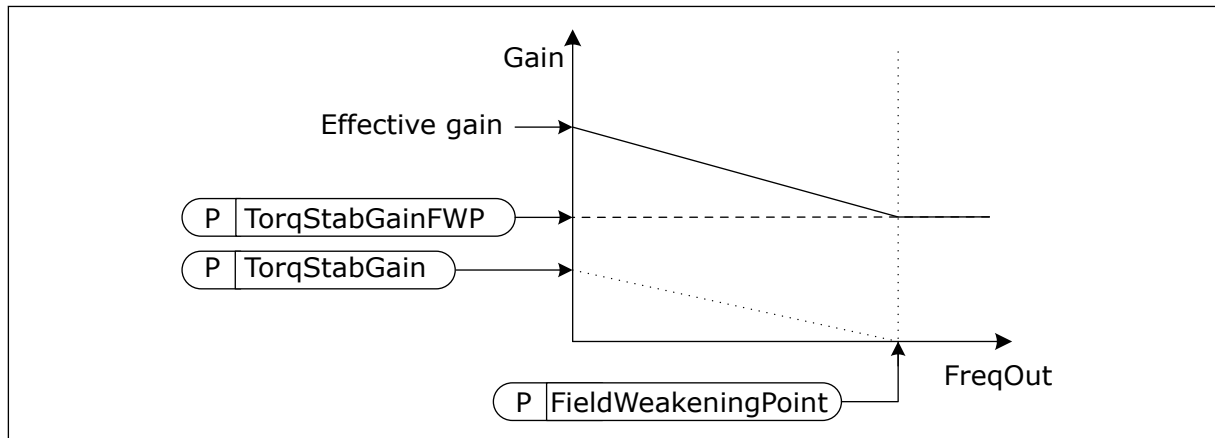 Gain
Effective gain
P TorqStabGainFWP
P TorqStabGain
FreqOut
P FieldWeakeningPoint